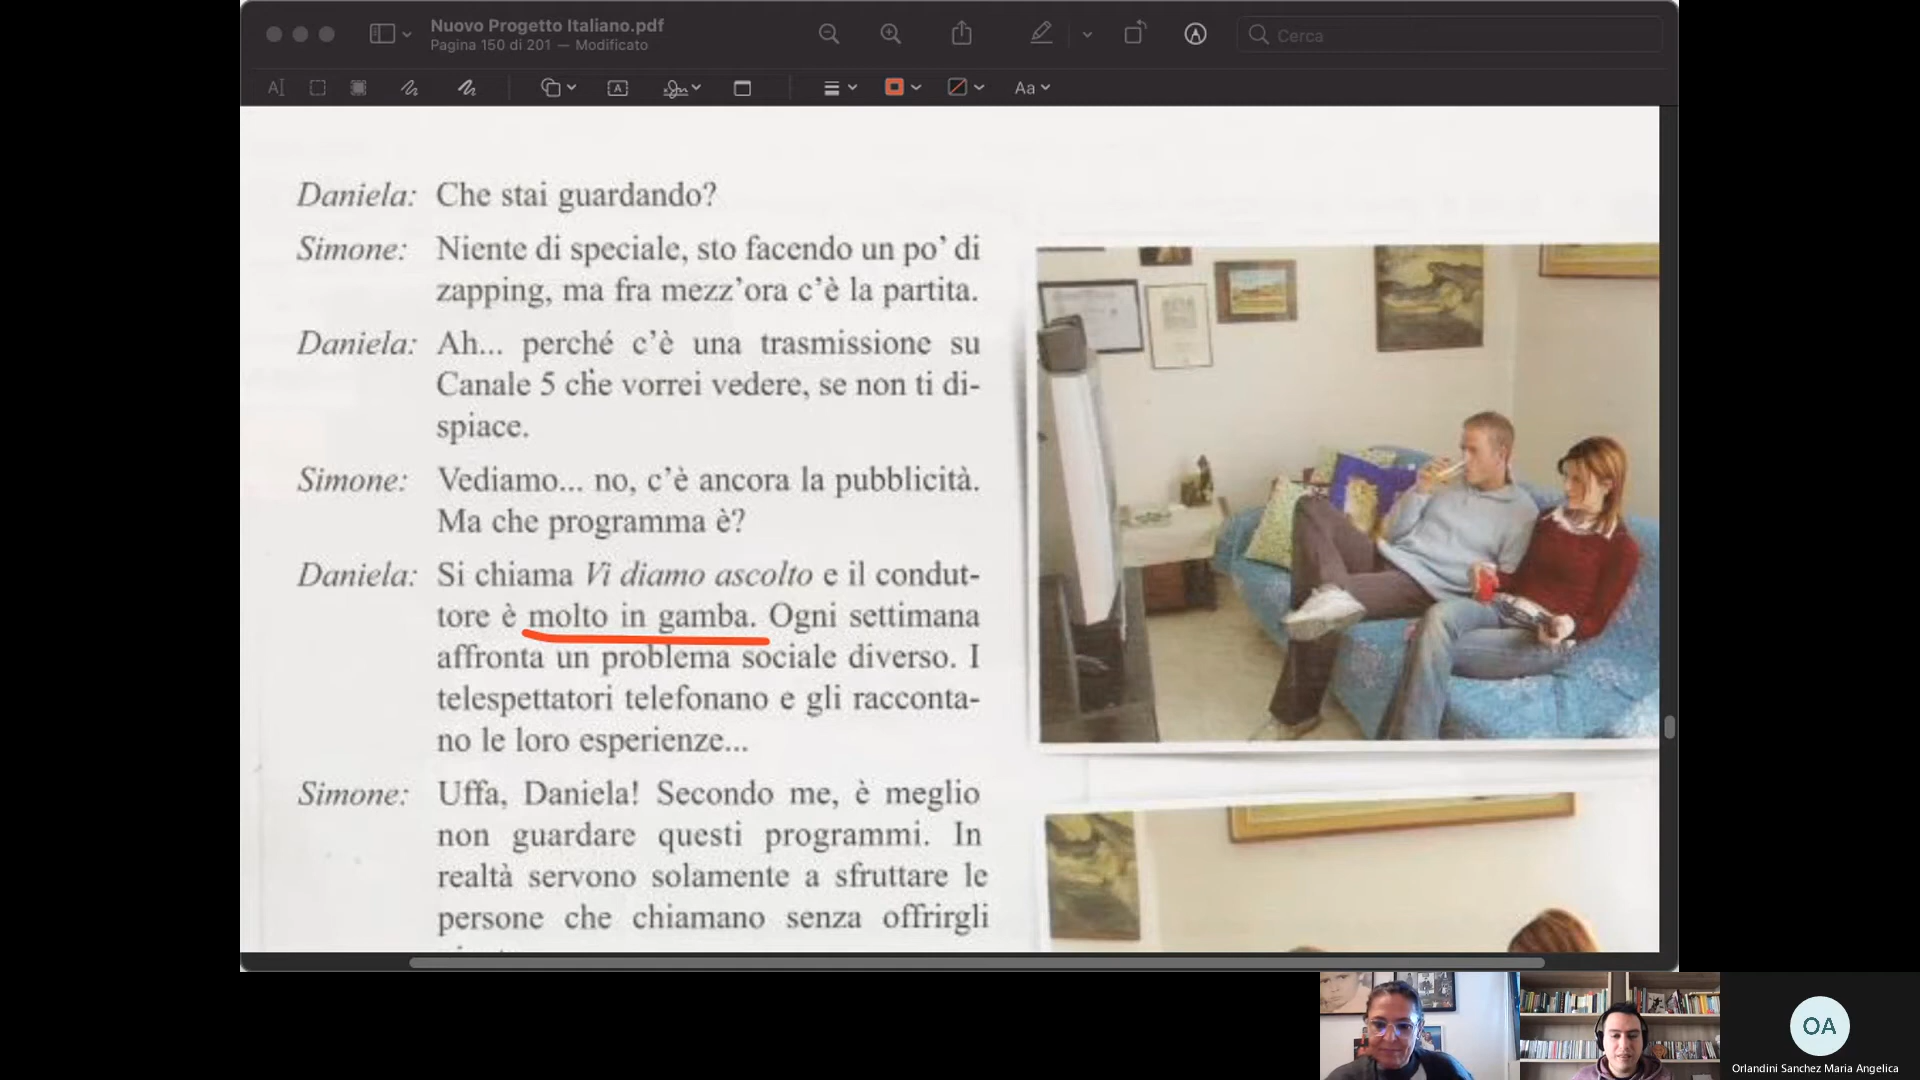 Nuovo Progetto Italiano.pdf
Pagina 150 di 201 — Modificato
Cerca
Aa
Daniela: Che stai guardando?
Simone: Niente di speciale, sto facendo un po’ di
zapping, ma fra mezz’ora c’è la partita.
Daniela: Ah... perché c’è una trasmissione su
Canale 5 che vorrei vedere, se non ti di-
spiace.
Simone: Vediamo... no, c’è ancora la pubblicità.
Ma che programma è?
Daniela: Si chiama Vi diamo ascolto e il condut-
tore è molto in gamba. Ogni settimana
affronta un problema sociale diverso. I
telespettatori telefonano e gli racconta-
no le loro esperienze...
Simone: Uffa, Daniela! Secondo me, è meglio
non guardare questi programmi. In
realtà servono solamente a sfruttare le
persone che chiamano senza offrirgli
OA
Orlandini Sanchez Maria Angelica